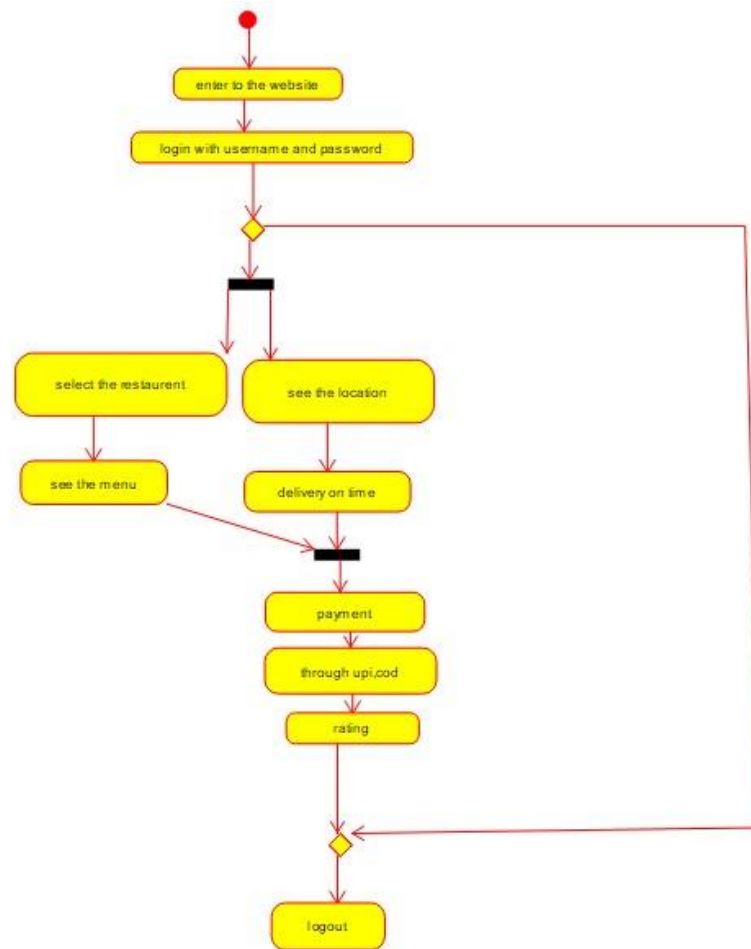 enter to the website
login with username and password
select the restaurent
see the location
see the menu
delivery on time
payment
through upi,cod
rating
logout